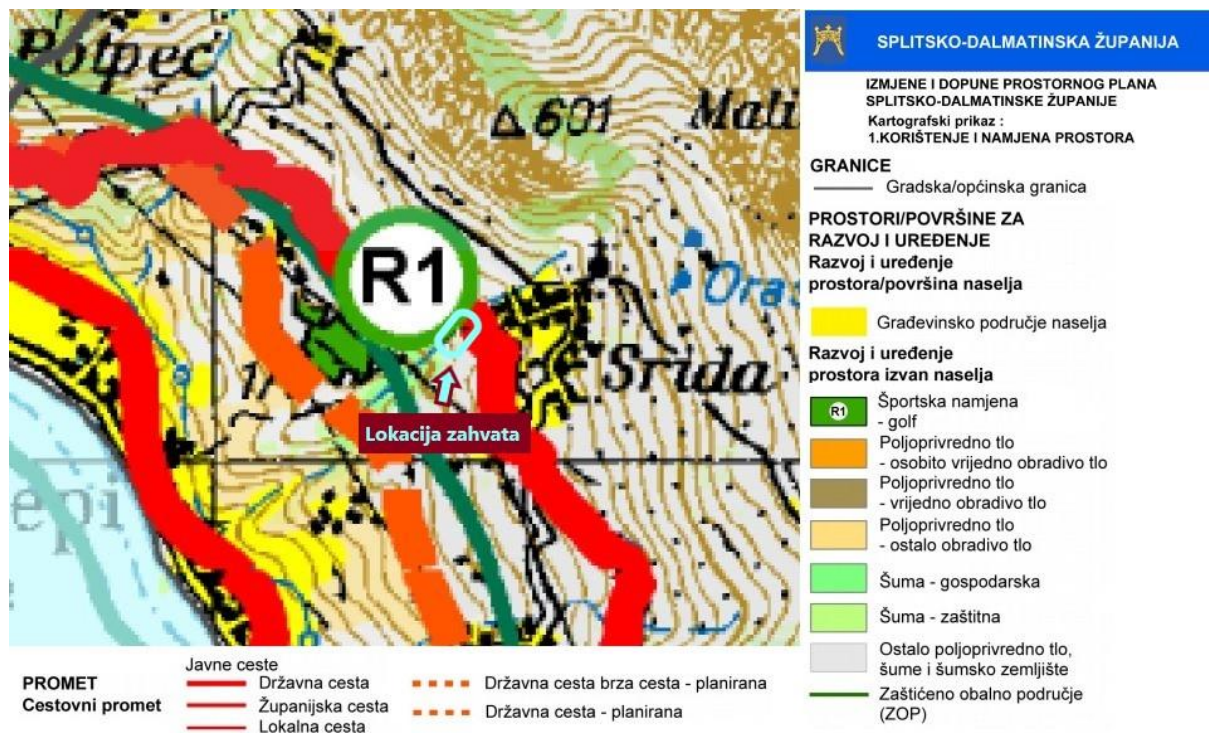 Potpeć
601
Mali
R1
Ora
Srida
Lokacija zahvata
epi
SPLITSKO-DALMATINSKA ŽUPANIJA
IZMJENE I DOPUNE PROSTORNOG PLANA
SPLITSKO-DALMATINSKE ŽUPANIJE
Kartografski prikaz :
1.KORIŠTENJE I NAMJENA PROSTORA
GRANICE
Gradska/općinska granica
PROSTORI/POVRŠINE ZA
RAZVOJ I UREĐENJE
Razvoj i uređenje
prostora/površina naselja
Građevinsko područje naselja
Razvoj i uređenje
prostora izvan naselja
R1
Športska namjena
- golf
Poljoprivredno tlo
- osobito vrijedno obradivo tlo
Poljoprivredno tlo
- vrijedno obradivo tlo
Poljoprivredno tlo
- ostalo obradivo tlo
Šuma - gospodarska
Šuma - zaštitna
Ostalo poljoprivredno tlo,
šume i šumsko zemljište
Zaštićeno obalno područje
(ZOP)
PROMET
Cestovni promet
Javne ceste
Državna cesta
Županijska cesta
Lokalna cesta
Državna cesta brza cesta - planirana
Državna cesta - planirana